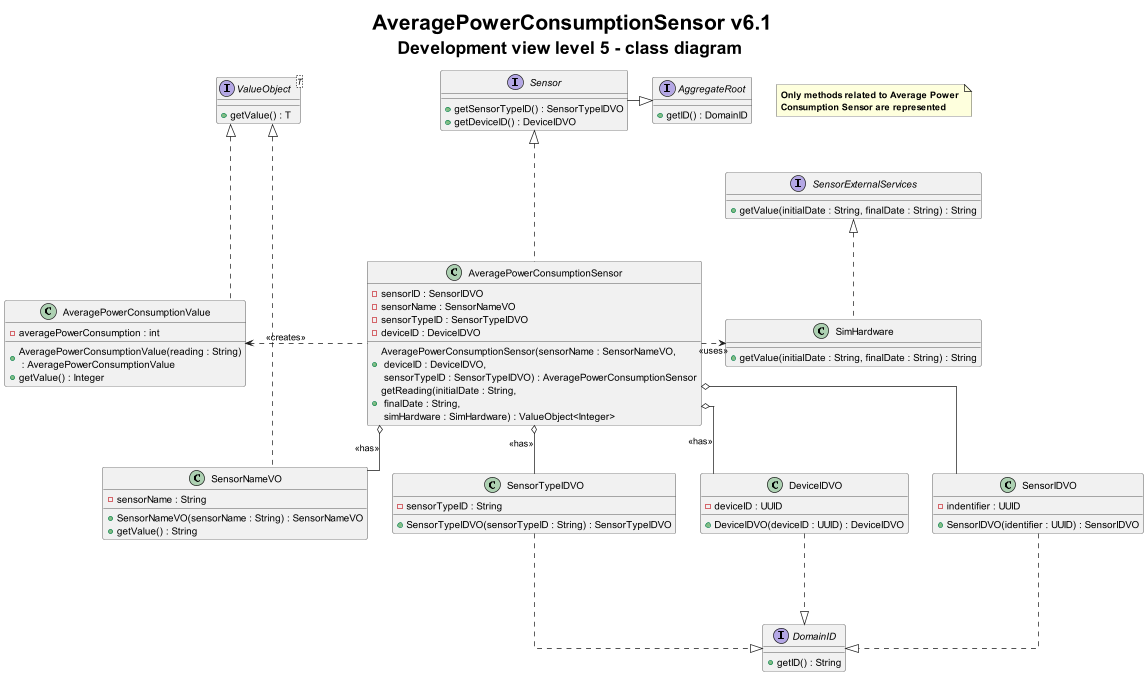 AveragePowerConsumptionSensor v6.1
Development view level 5 - class diagram
I ValueObject T
getValue() : T
I Sensor
getSensorTypeID() : SensorTypeIDVO
getDeviceID() : DeviceIDVO
I AggregateRoot
getID() : DomainID
Only methods related to Average Power
Consumption Sensor are represented
I SensorExternalServices
getValue(initialDate : String, finalDate : String) : String
C AveragePowerConsumptionSensor
sensorID : SensorIDVO
sensorName : SensorNameVO
sensorTypeID : SensorTypeIDVO
deviceID : DeviceIDVO
AveragePowerConsumptionSensor(sensorName : SensorNameVO,
deviceID : DeviceIDVO,
sensorTypeID : SensorTypeIDVO) : AveragePowerConsumptionSensor
getReading(initialDate : String,
finalDate : String,
simHardware : SimHardware) : ValueObject<Integer>
C AveragePowerConsumptionValue
averagePowerConsumption : int
AveragePowerConsumptionValue(reading : String)
: AveragePowerConsumptionValue
getValue() : Integer
«creates»
«uses»
C SimHardware
getValue(initialDate : String, finalDate : String) : String
«has»
«has»
«has»
C SensorNameVO
sensorName : String
SensorNameVO(sensorName : String) : SensorNameVO
getValue() : String
C SensorTypeIDVO
sensorTypeID : String
SensorTypeIDVO(sensorTypeID : String) : SensorTypeIDVO
C DeviceIDVO
deviceID : UUID
DeviceIDVO(deviceID : UUID) : DeviceIDVO
C SensorIDVO
indentifier : UUID
SensorIDVO(identifier : UUID) : SensorIDVO
I DomainID
getID() : String